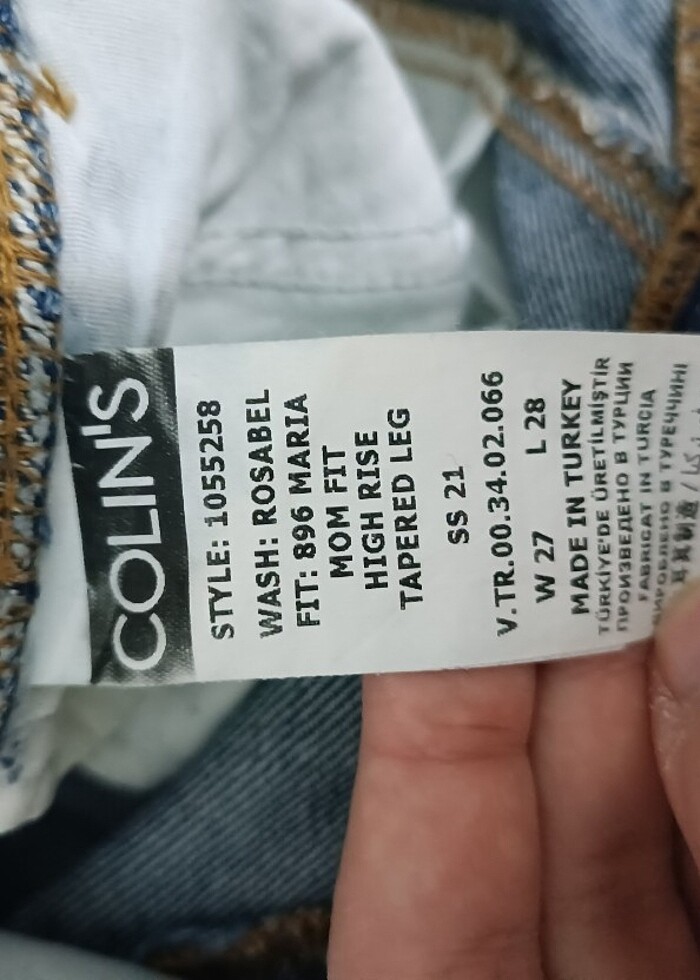 COLIN'S
STYLE: 1055258
WASH: ROSABEL
FIT: 896 MARIA
MOM FIT
HIGH RISE
TAPERED LEG
SS 21
V.TR.00.34.02.066
W 27 L 28
MADE IN TURKEY
TÜRKİYE'DE ÜRETİLMİŞTİR
ПРОИЗВЕДЕНО В ТУРЦИИ
FABRICAT IN TURCIA
В ТУРЕЧЧИНІ